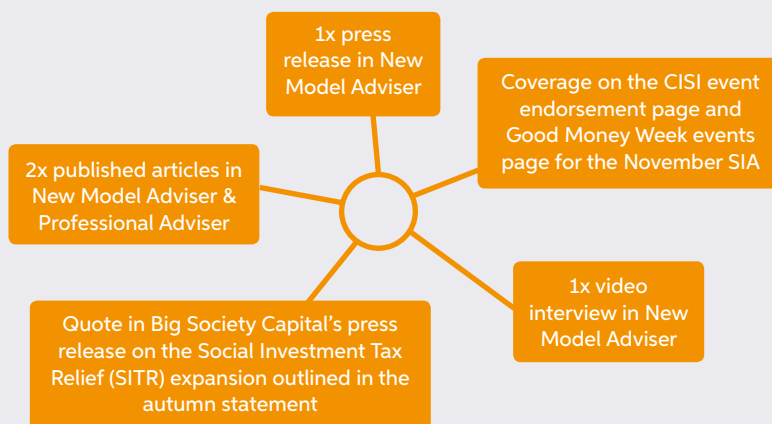 1x press
release in New
Model Adviser
Coverage on the CISI event
endorsement page and
Good Money Week events
page for the November SIA
2x published articles in
New Model Adviser &
Professional Adviser
1x video
interview in New
Model Adviser
Quote in Big Society Capital’s press
release on the Social Investment Tax
Relief (SITR) expansion outlined in the
autumn statement